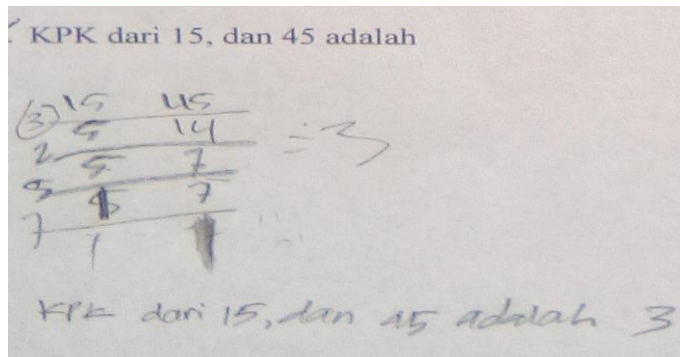 KPK dari 15, dan 45 adalah
3 15 45
2 5 14 = 3
5 5 7
7 1 7
1 1
KPK dari 15, dan 45 adalah 3